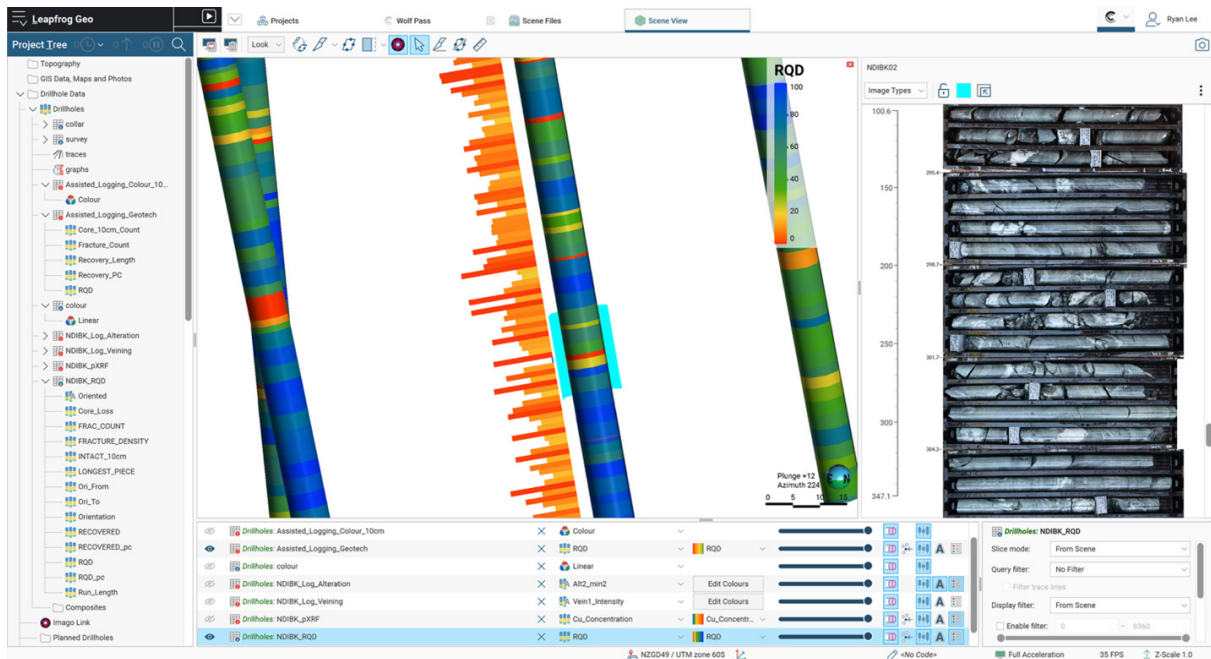 Leapfrog Geo
Projects
Wolf Pass
Scene Files
Scene View
Ryan Lee
Project Tree
0
0
0
Look
Topography
GIS Data, Maps and Photos
Drillhole Data
Drillholes
collar
survey
traces
graphs
Assisted_Logging_Colour_10...
Colour
Assisted_Logging_Geotech
Core_10cm_Count
Fracture_Count
Recovery_Length
Recovery_PC
RQD
colour
Linear
NDIBK_Log_Alteration
NDIBK_Log_Veining
NDIBK_pXRF
NDIBK_RQD
Oriented
Core_Loss
FRAC_COUNT
FRACTURE_DENSITY
INTACT_10cm
LONGEST_PIECE
Ori_From
Ori_To
Orientation
RECOVERED
RECOVERED_pc
RQD
RQD_pc
Run_Length
Composites
Imago Link
Planned Drillholes
RQD
100
80
60
40
20
0
Plunge +12
Azimuth 224
E N
0 5 10 15
NDIBK02
Image Types
100.6
150
200
250
300
347.1
295.4
298.7
301.7
304.3
Drillholes: Assisted_Logging_Colour_10cm
Colour
Drillholes: Assisted_Logging_Geotech
RQD
RQD
Drillholes: colour
Linear
Drillholes: NDIBK_Log_Alteration
Alt2_min2
Edit Colours
Drillholes: NDIBK_Log_Veining
Vein1_Intensity
Edit Colours
Drillholes: NDIBK_pXRF
Cu_Concentration
Cu_Concentr...
Drillholes: NDIBK_RQD
RQD
RQD
Drillholes: NDIBK_RQD
Slice mode: From Scene
Query filter: No Filter
Filter trace lines
Display filter: From Scene
Enable filter: 0 - 8360
NZGD49 / UTM zone 60S
<No Code>
Full Acceleration
35 FPS
Z-Scale 1.0